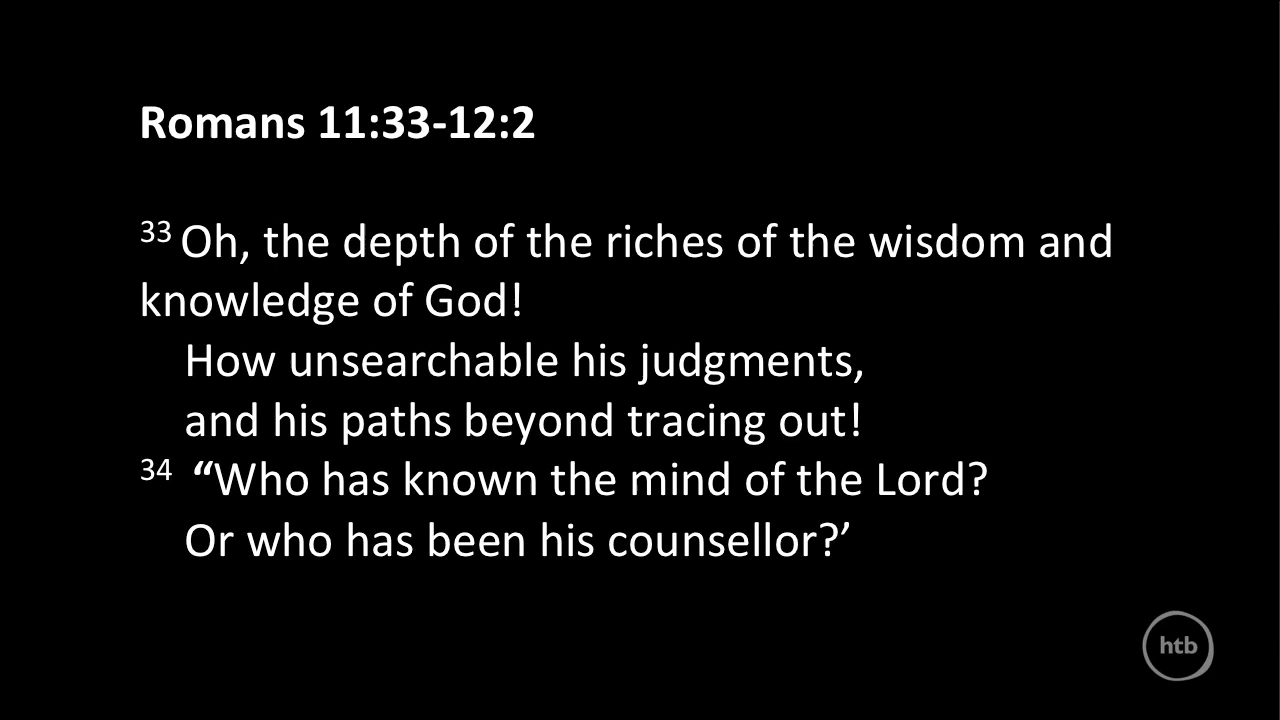 Romans 11:33-12:2
33 Oh, the depth of the riches of the wisdom and
knowledge of God!
How unsearchable his judgments,
and his paths beyond tracing out!
34 “Who has known the mind of the Lord?
Or who has been his counsellor?’
htb